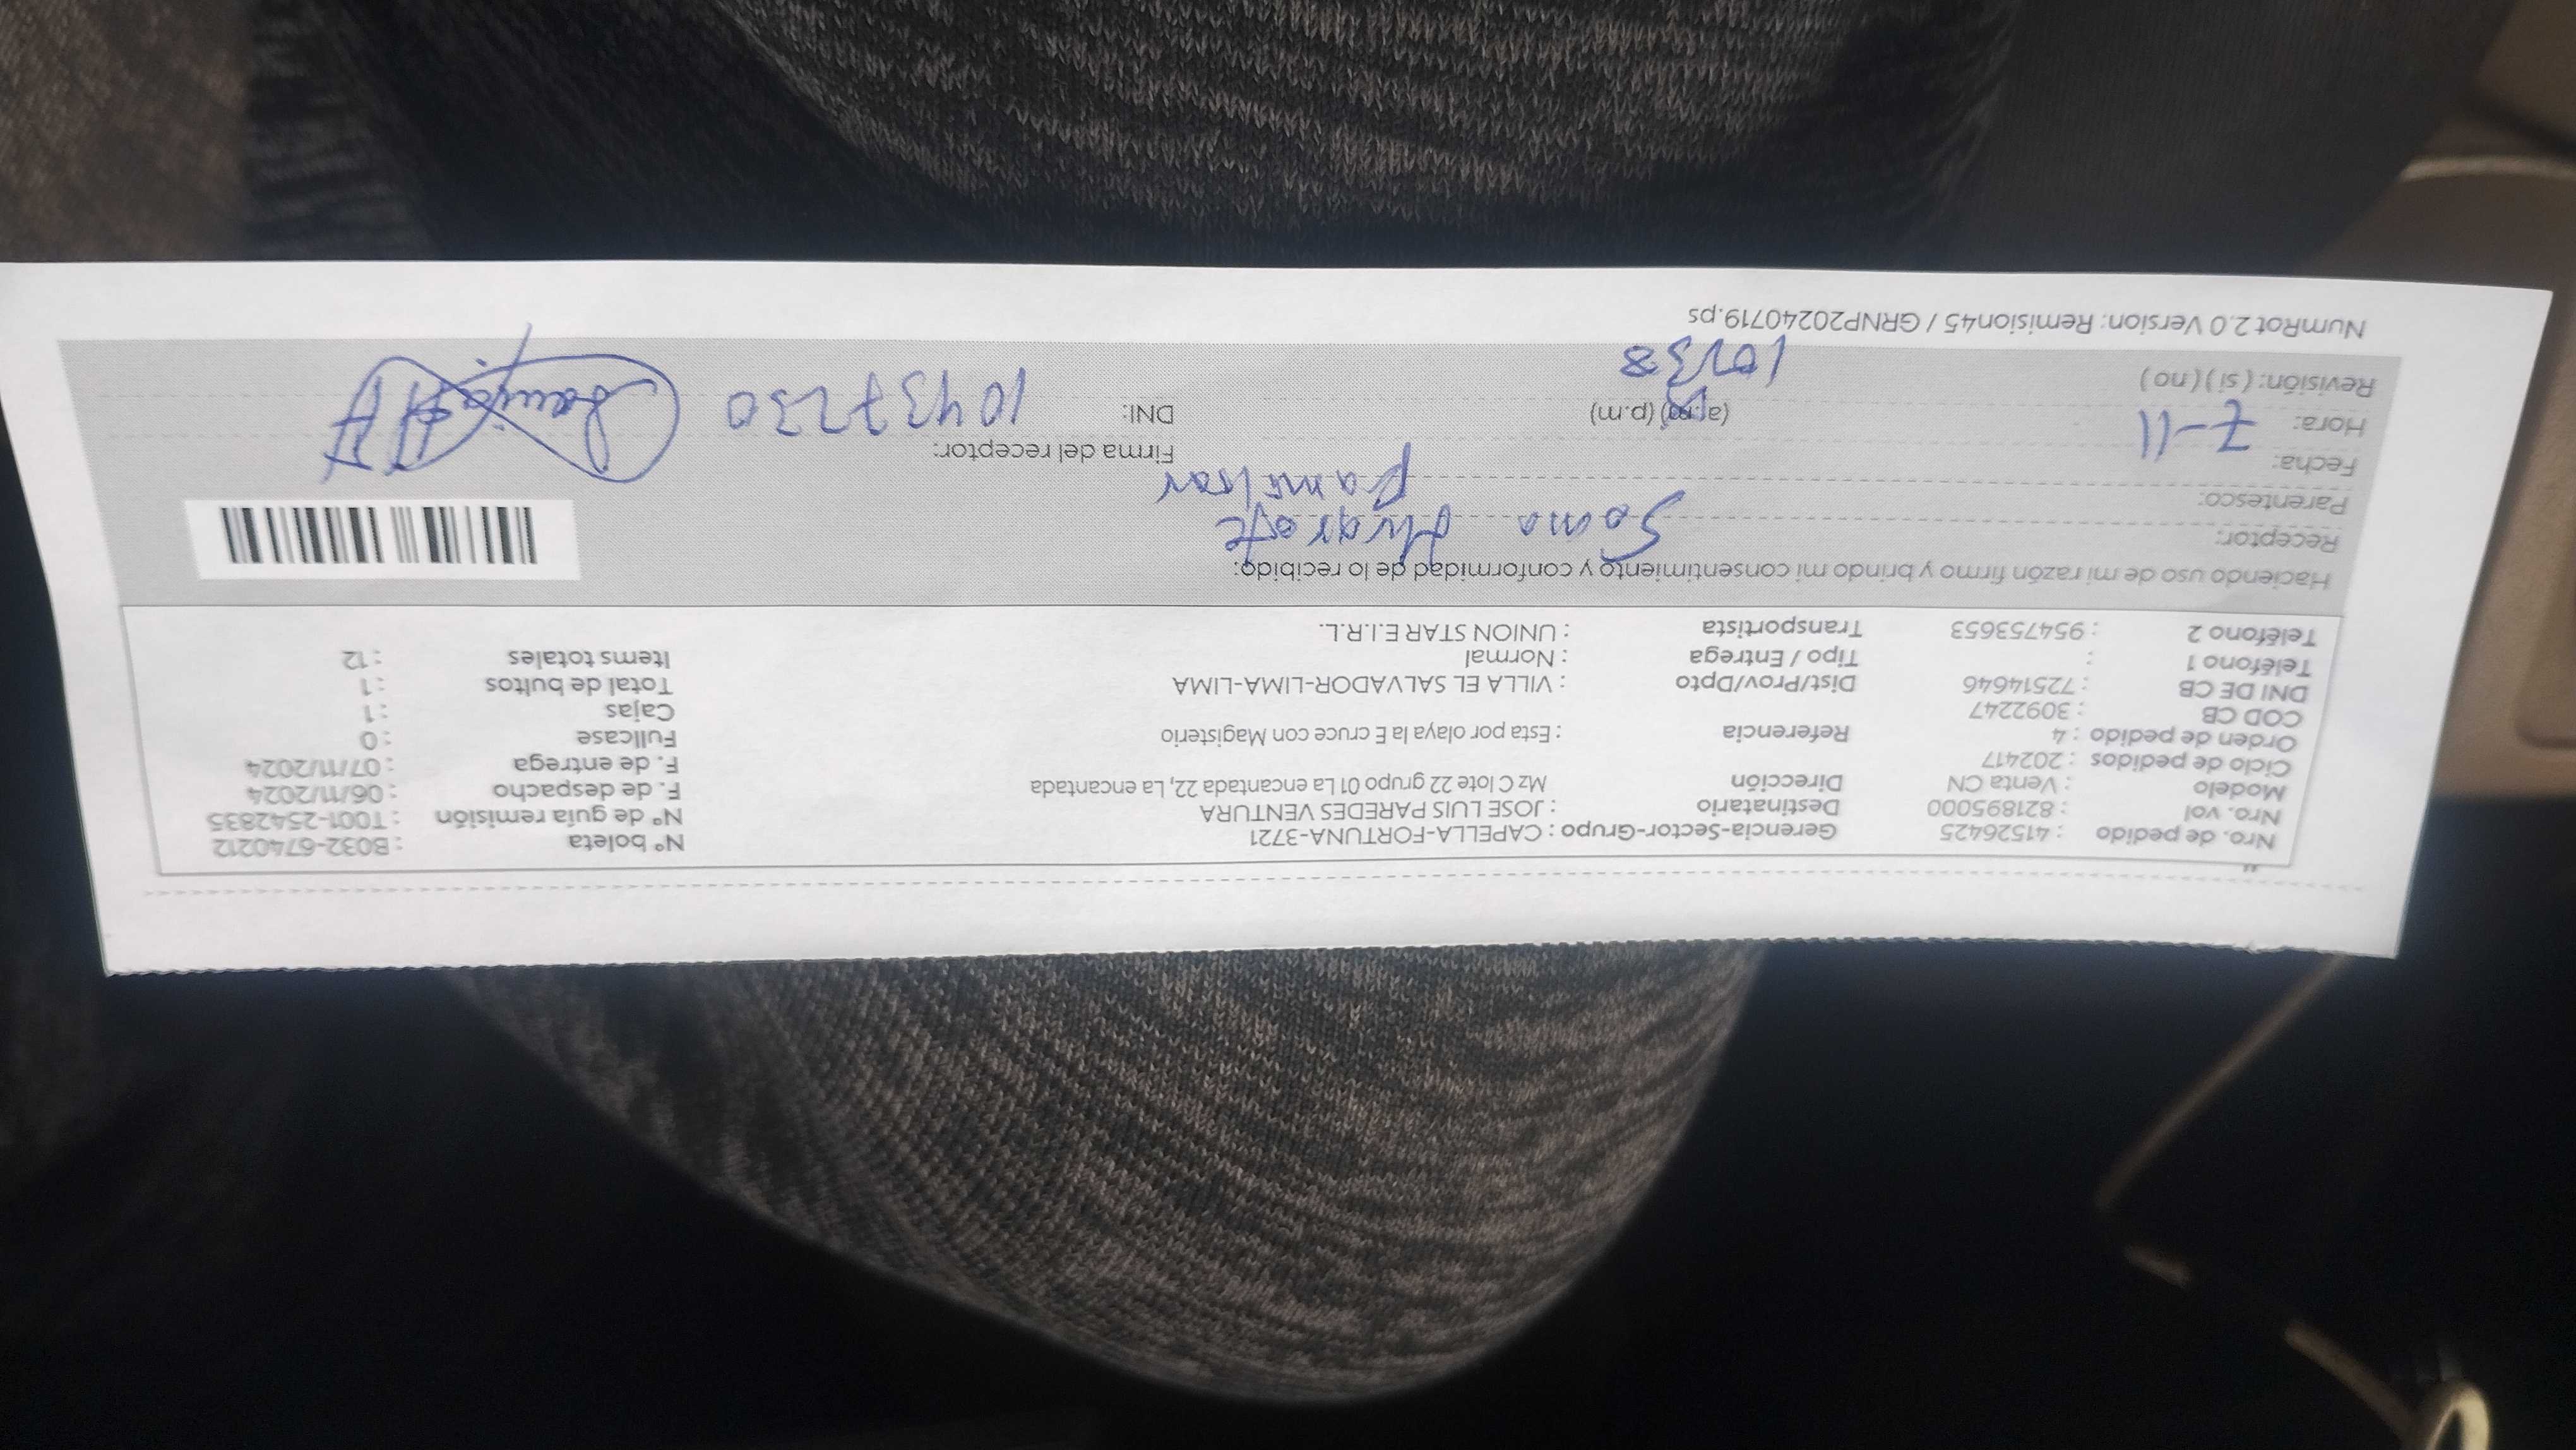 Nro. de pedido : 41526425 Gerencia-Sector-Grupo : CAPELLA-FORTUNA-3721 Nº boleta : B032-6740212
Nro. vol : 821895000 Destinatario : JOSE LUIS PAREDES VENTURA Nº de guía remisión : T001-2542835
Modelo : Venta CN Dirección Mz C lote 22 grupo 01 La encantada 22, La encantada F. de despacho : 06/11/2024
Ciclo de pedidos : 202417 F. de entrega : 07/11/2024
Orden de pedido : 4 Referencia : Esta por olaya la E cruce con Magisterio Fullcase : 0
COD CB : 3092247 Cajas : 1
DNI DE CB : 72514646 Dist/Prov/Dpto : VILLA EL SALVADOR-LIMA-LIMA Total de bultos : 1
Teléfono 1 : Tipo / Entrega : Normal Items totales : 12
Teléfono 2 : 954753653 Transportista : UNION STAR E.I.R.L.
Haciendo uso de mi razón firmo y brindo mi consentimiento y conformidad de lo recibido:
Receptor:
Parentesco:
Fecha: 7-11 Firma del receptor:
Hora: (a.m) (p.m) DNI: 10437230
Revisión: (si) (no)
NumRot 2.0 Version: Remision45 / GRNP20240719.ps